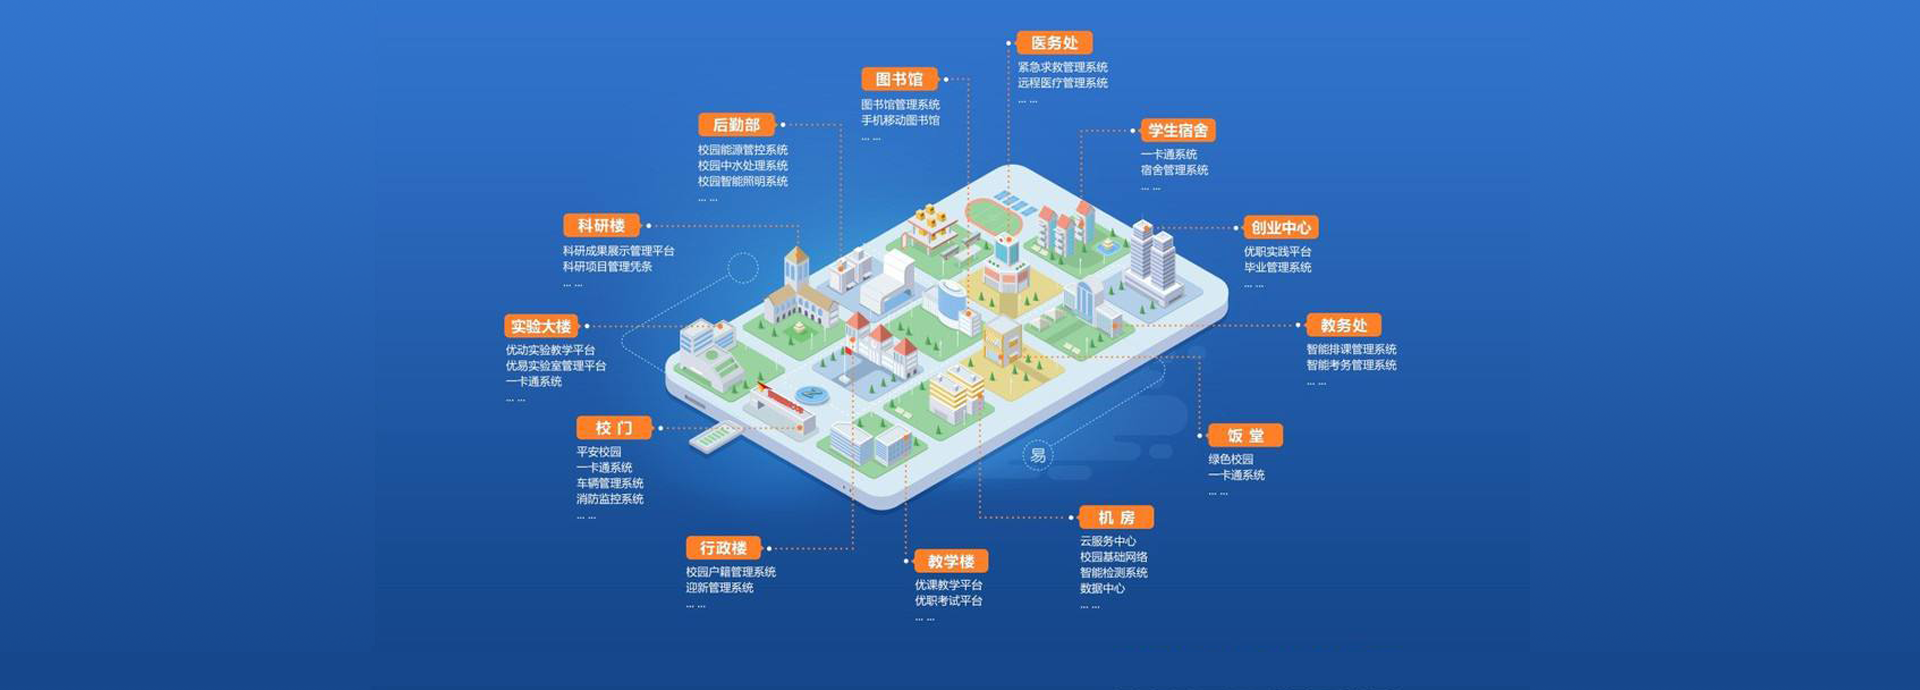 医务处
紧急求救管理系统
远程医疗管理系统
... ...
图书馆
图书馆管理系统
手机移动图书馆
... ...
后勤部
校园能源管控系统
校园中水处理系统
校园智能照明系统
... ...
学生宿舍
一卡通系统
宿舍管理系统
... ...
科研楼
科研成果展示管理平台
科研项目管理凭条
... ...
创业中心
优职实践平台
毕业管理系统
... ...
实验大楼
优动实验教学平台
优易实验室管理平台
一卡通系统
... ...
教务处
智能排课管理系统
智能考务管理系统
... ...
校 门
平安校园
一卡通系统
车辆管理系统
消防监控系统
... ...
饭 堂
绿色校园
一卡通系统
... ...
易
机 房
云服务中心
校园基础网络
智能检测系统
数据中心
... ...
行政楼
校园户籍管理系统
迎新管理系统
... ...
教学楼
优课教学平台
优职考试平台
... ...